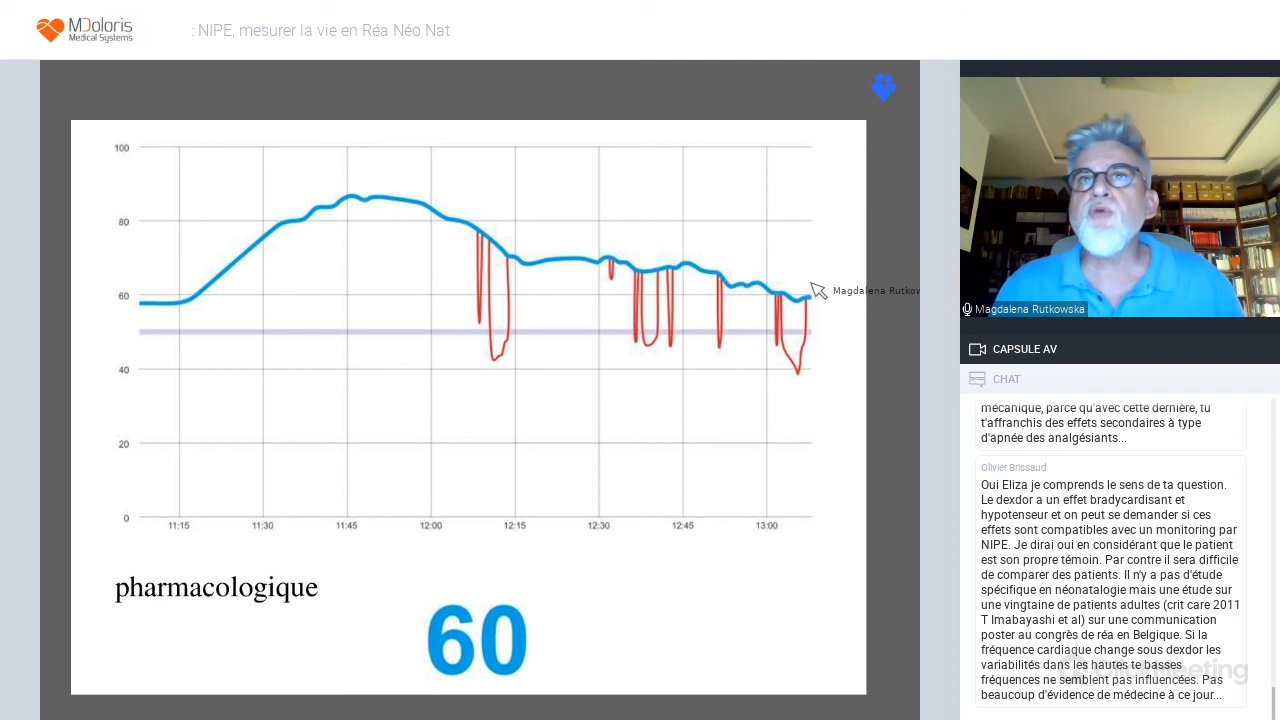 MDoloris
Medical Systems
: NIPE, mesurer la vie en Réa Néo Nat
100
80
60
40
20
0
11:15
11:30
11:45
12:00
12:15
12:30
12:45
13:00
Magdalena Rutkow
pharmacologique
60
Magdalena Rutkowska
CAPSULE AV
CHAT
mécanique, parce qu'avec cette dernière, tu
t'affranchis des effets secondaires à type
d'apnée des analgésiants...
Olivier Brissaud
Oui Eliza je comprends le sens de ta question.
Le dexdor a un effet bradycardisant et
hypotenseur et on peut se demander si ces
effets sont compatibles avec un monitoring par
NIPE. Je dirai oui en considérant que le patient
est son propre témoin. Par contre il sera difficile
de comparer des patients. Il n'y a pas d'étude
spécifique en néonatalogie mais une étude sur
une vingtaine de patients adultes (crit care 2011
T Imabayashi et al) sur une communication
poster au congrès de réa en Belgique. Si la
fréquence cardiaque change sous dexdor les
variabilités dans les hautes te basses
fréquences ne semblent pas influencées. Pas
beaucoup d'évidence de médecine à ce jour...
ClickMeeting